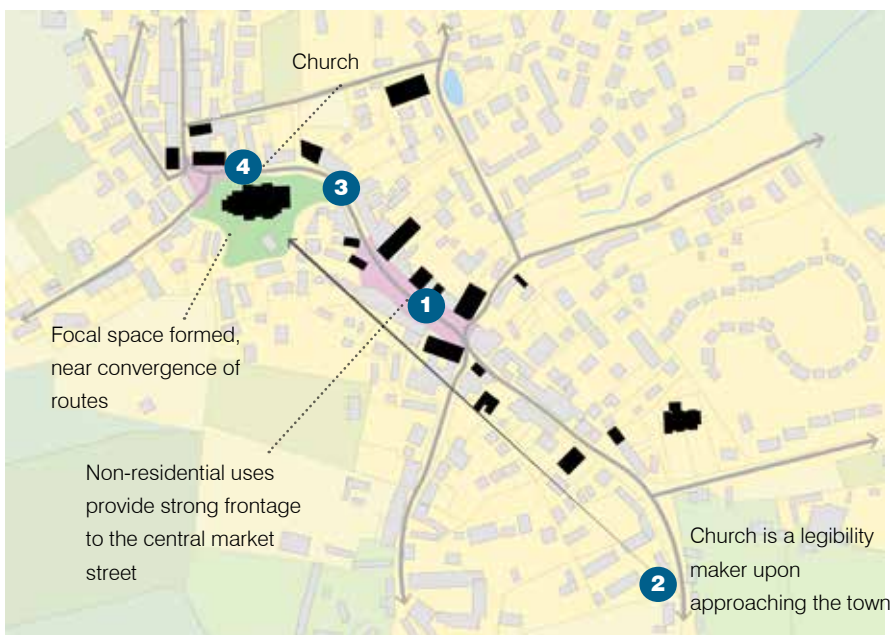 Church
4
3
1
Focal space formed,
near convergence of
routes
Non-residential uses
provide strong frontage
to the central market
street
2
Church is a legibility
maker upon
approaching the town